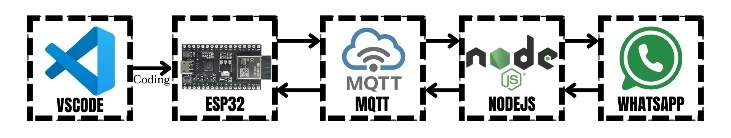 VSCODE
Coding
ESP32
MQTT
MQTT
node
JS
NODEJS
WHATSAPP